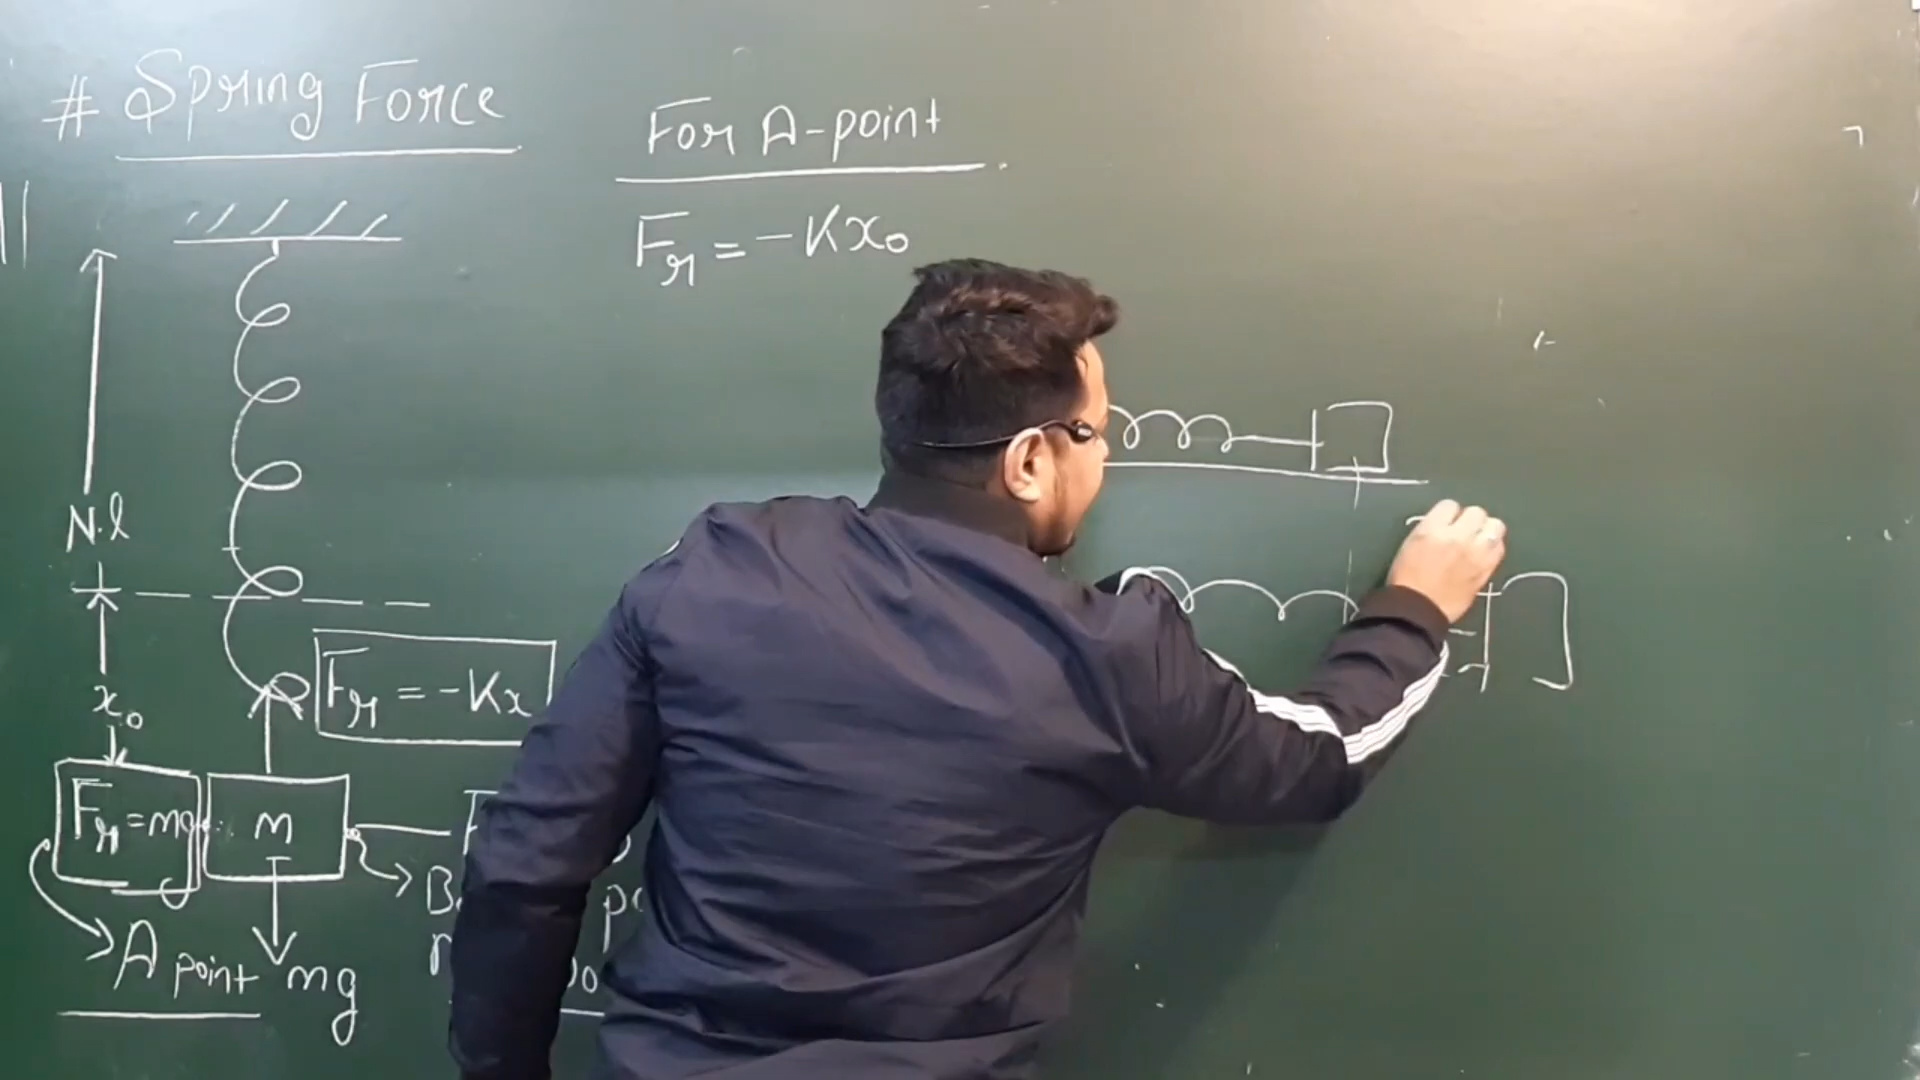 # Spring Force
For A-point
Fr = -Kx₀
N.l
x₀
Fr = -Kx
Fr = mg
m
A point
mg